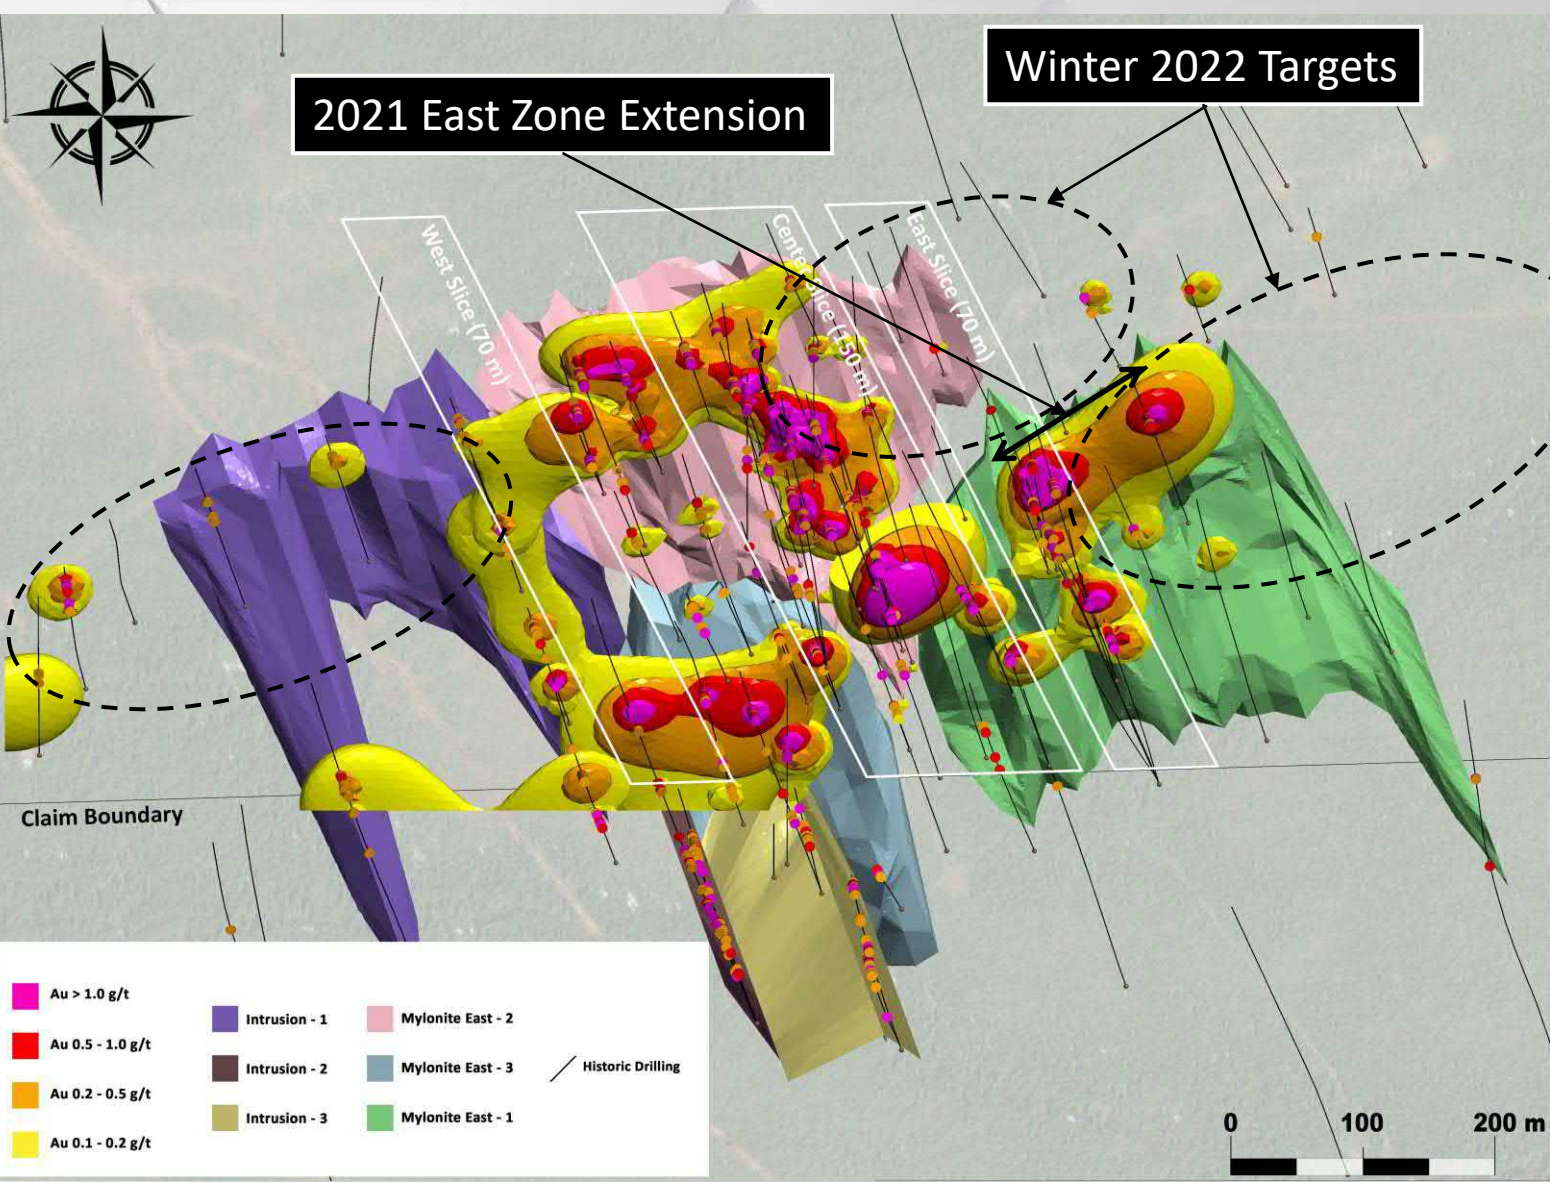 Winter 2022 Targets
2021 East Zone Extension
West Slice (70 m)
Center Slice (150 m)
East Slice (70 m)
Claim Boundary
Au > 1.0 g/t
Au 0.5 - 1.0 g/t
Au 0.2 - 0.5 g/t
Au 0.1 - 0.2 g/t
Intrusion - 1
Intrusion - 2
Intrusion - 3
Mylonite East - 2
Mylonite East - 3
Mylonite East - 1
Historic Drilling
0 100 200 m